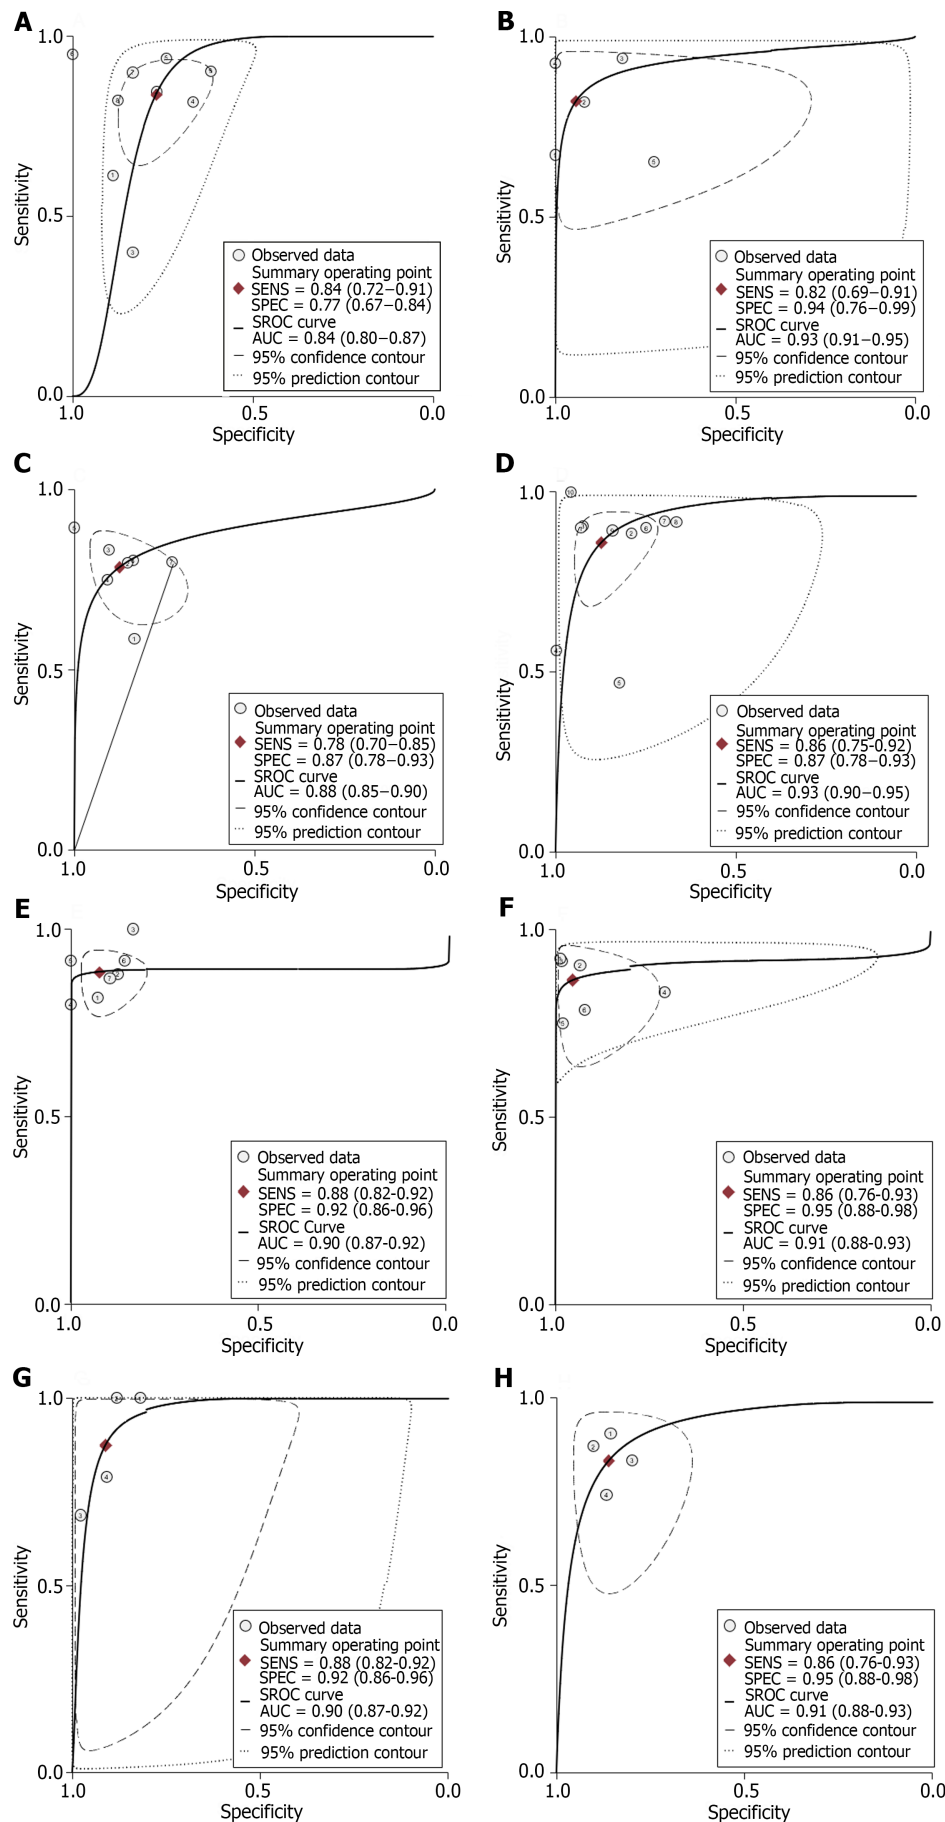 A
1.0
0.5
0.0
Sensitivity
1.0
0.5
0.0
Specificity
Observed data
Summary operating point
SENS = 0.84 (0.72−0.91)
SPEC = 0.77 (0.67−0.84)
SROC curve
AUC = 0.84 (0.80−0.87)
95% confidence contour
95% prediction contour
B
1.0
0.5
0.0
Sensitivity
1.0
0.5
0.0
Specificity
Observed data
Summary operating point
SENS = 0.82 (0.69−0.91)
SPEC = 0.94 (0.76−0.99)
SROC curve
AUC = 0.93 (0.91−0.95)
95% confidence contour
95% prediction contour
C
1.0
0.5
0.0
Sensitivity
1.0
0.5
0.0
Specificity
Observed data
Summary operating point
SENS = 0.78 (0.70−0.85)
SPEC = 0.87 (0.78−0.93)
SROC curve
AUC = 0.88 (0.85−0.90)
95% confidence contour
95% prediction contour
D
1.0
0.5
0.0
Sensitivity
1.0
0.5
0.0
Specificity
Observed data
Summary operating point
SENS = 0.86 (0.75-0.92)
SPEC = 0.87 (0.78−0.93)
SROC curve
AUC = 0.93 (0.90−0.95)
95% confidence contour
95% prediction contour
E
1.0
0.5
0.0
Sensitivity
1.0
0.5
0.0
Specificity
Observed data
Summary operating point
SENS = 0.88 (0.82-0.92)
SPEC = 0.92 (0.86-0.96)
SROC Curve
AUC = 0.90 (0.87-0.92)
95% confidence contour
95% prediction contour
F
1.0
0.5
0.0
Sensitivity
1.0
0.5
0.0
Specificity
Observed data
Summary operating point
SENS = 0.86 (0.76-0.93)
SPEC = 0.95 (0.88-0.98)
SROC curve
AUC = 0.91 (0.88-0.93)
95% confidence contour
95% prediction contour
G
1.0
0.5
0.0
Sensitivity
1.0
0.5
0.0
Specificity
Observed data
Summary operating point
SENS = 0.88 (0.82-0.92)
SPEC = 0.92 (0.86-0.96)
SROC curve
AUC = 0.90 (0.87-0.92)
95% confidence contour
95% prediction contour
H
1.0
0.5
0.0
Sensitivity
1.0
0.5
0.0
Specificity
Observed data
Summary operating point
SENS = 0.86 (0.76-0.93)
SPEC = 0.95 (0.88-0.98)
SROC curve
AUC = 0.91 (0.88-0.93)
95% confidence contour
95% prediction contour